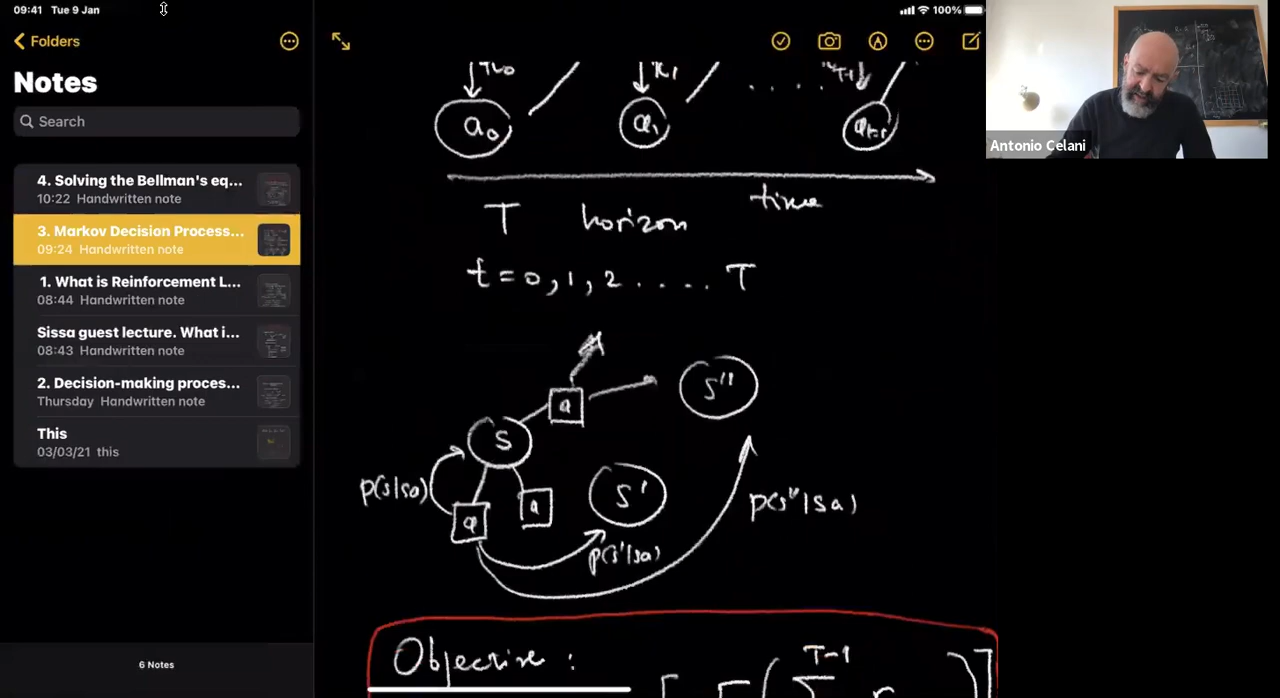 09:41 Tue 9 Jan
100%
Folders
Notes
Search
4. Solving the Bellman's eq...
10:22 Handwritten note
3. Markov Decision Process...
09:24 Handwritten note
1. What is Reinforcement L...
08:44 Handwritten note
Sissa guest lecture. What i...
08:43 Handwritten note
2. Decision-making proces...
Thursday Handwritten note
This
03/03/21 this
6 Notes
Antonio Celani
π₀ π₁ . . . . .
a₀ a₁
T horizon time
t = 0, 1, 2 . . . . . T
a
s''
s
p(s|sa)
s'
a a
p(s''|sa)
p(s'|sa)
Objective :
T-1